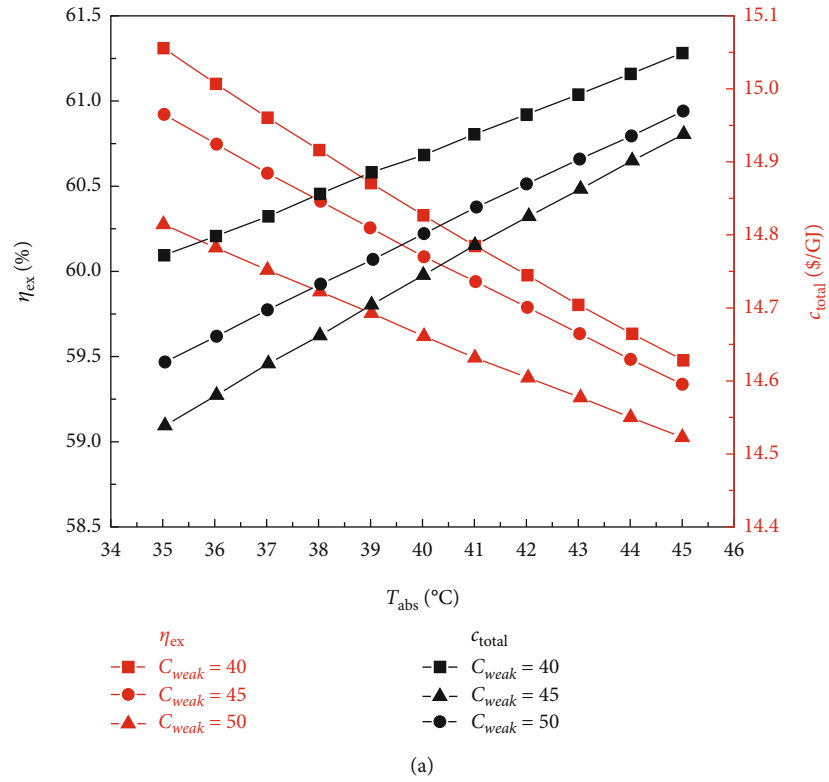 61.5
61.0
60.5
60.0
59.5
59.0
58.5
η_ex (%)
15.1
15.0
14.9
14.8
14.7
14.6
14.5
14.4
c_total ($/GJ)
34 35 36 37 38 39 40 41 42 43 44 45 46
T_abs (°C)
η_ex
C_weak = 40
C_weak = 45
C_weak = 50
c_total
C_weak = 40
C_weak = 45
C_weak = 50
(a)